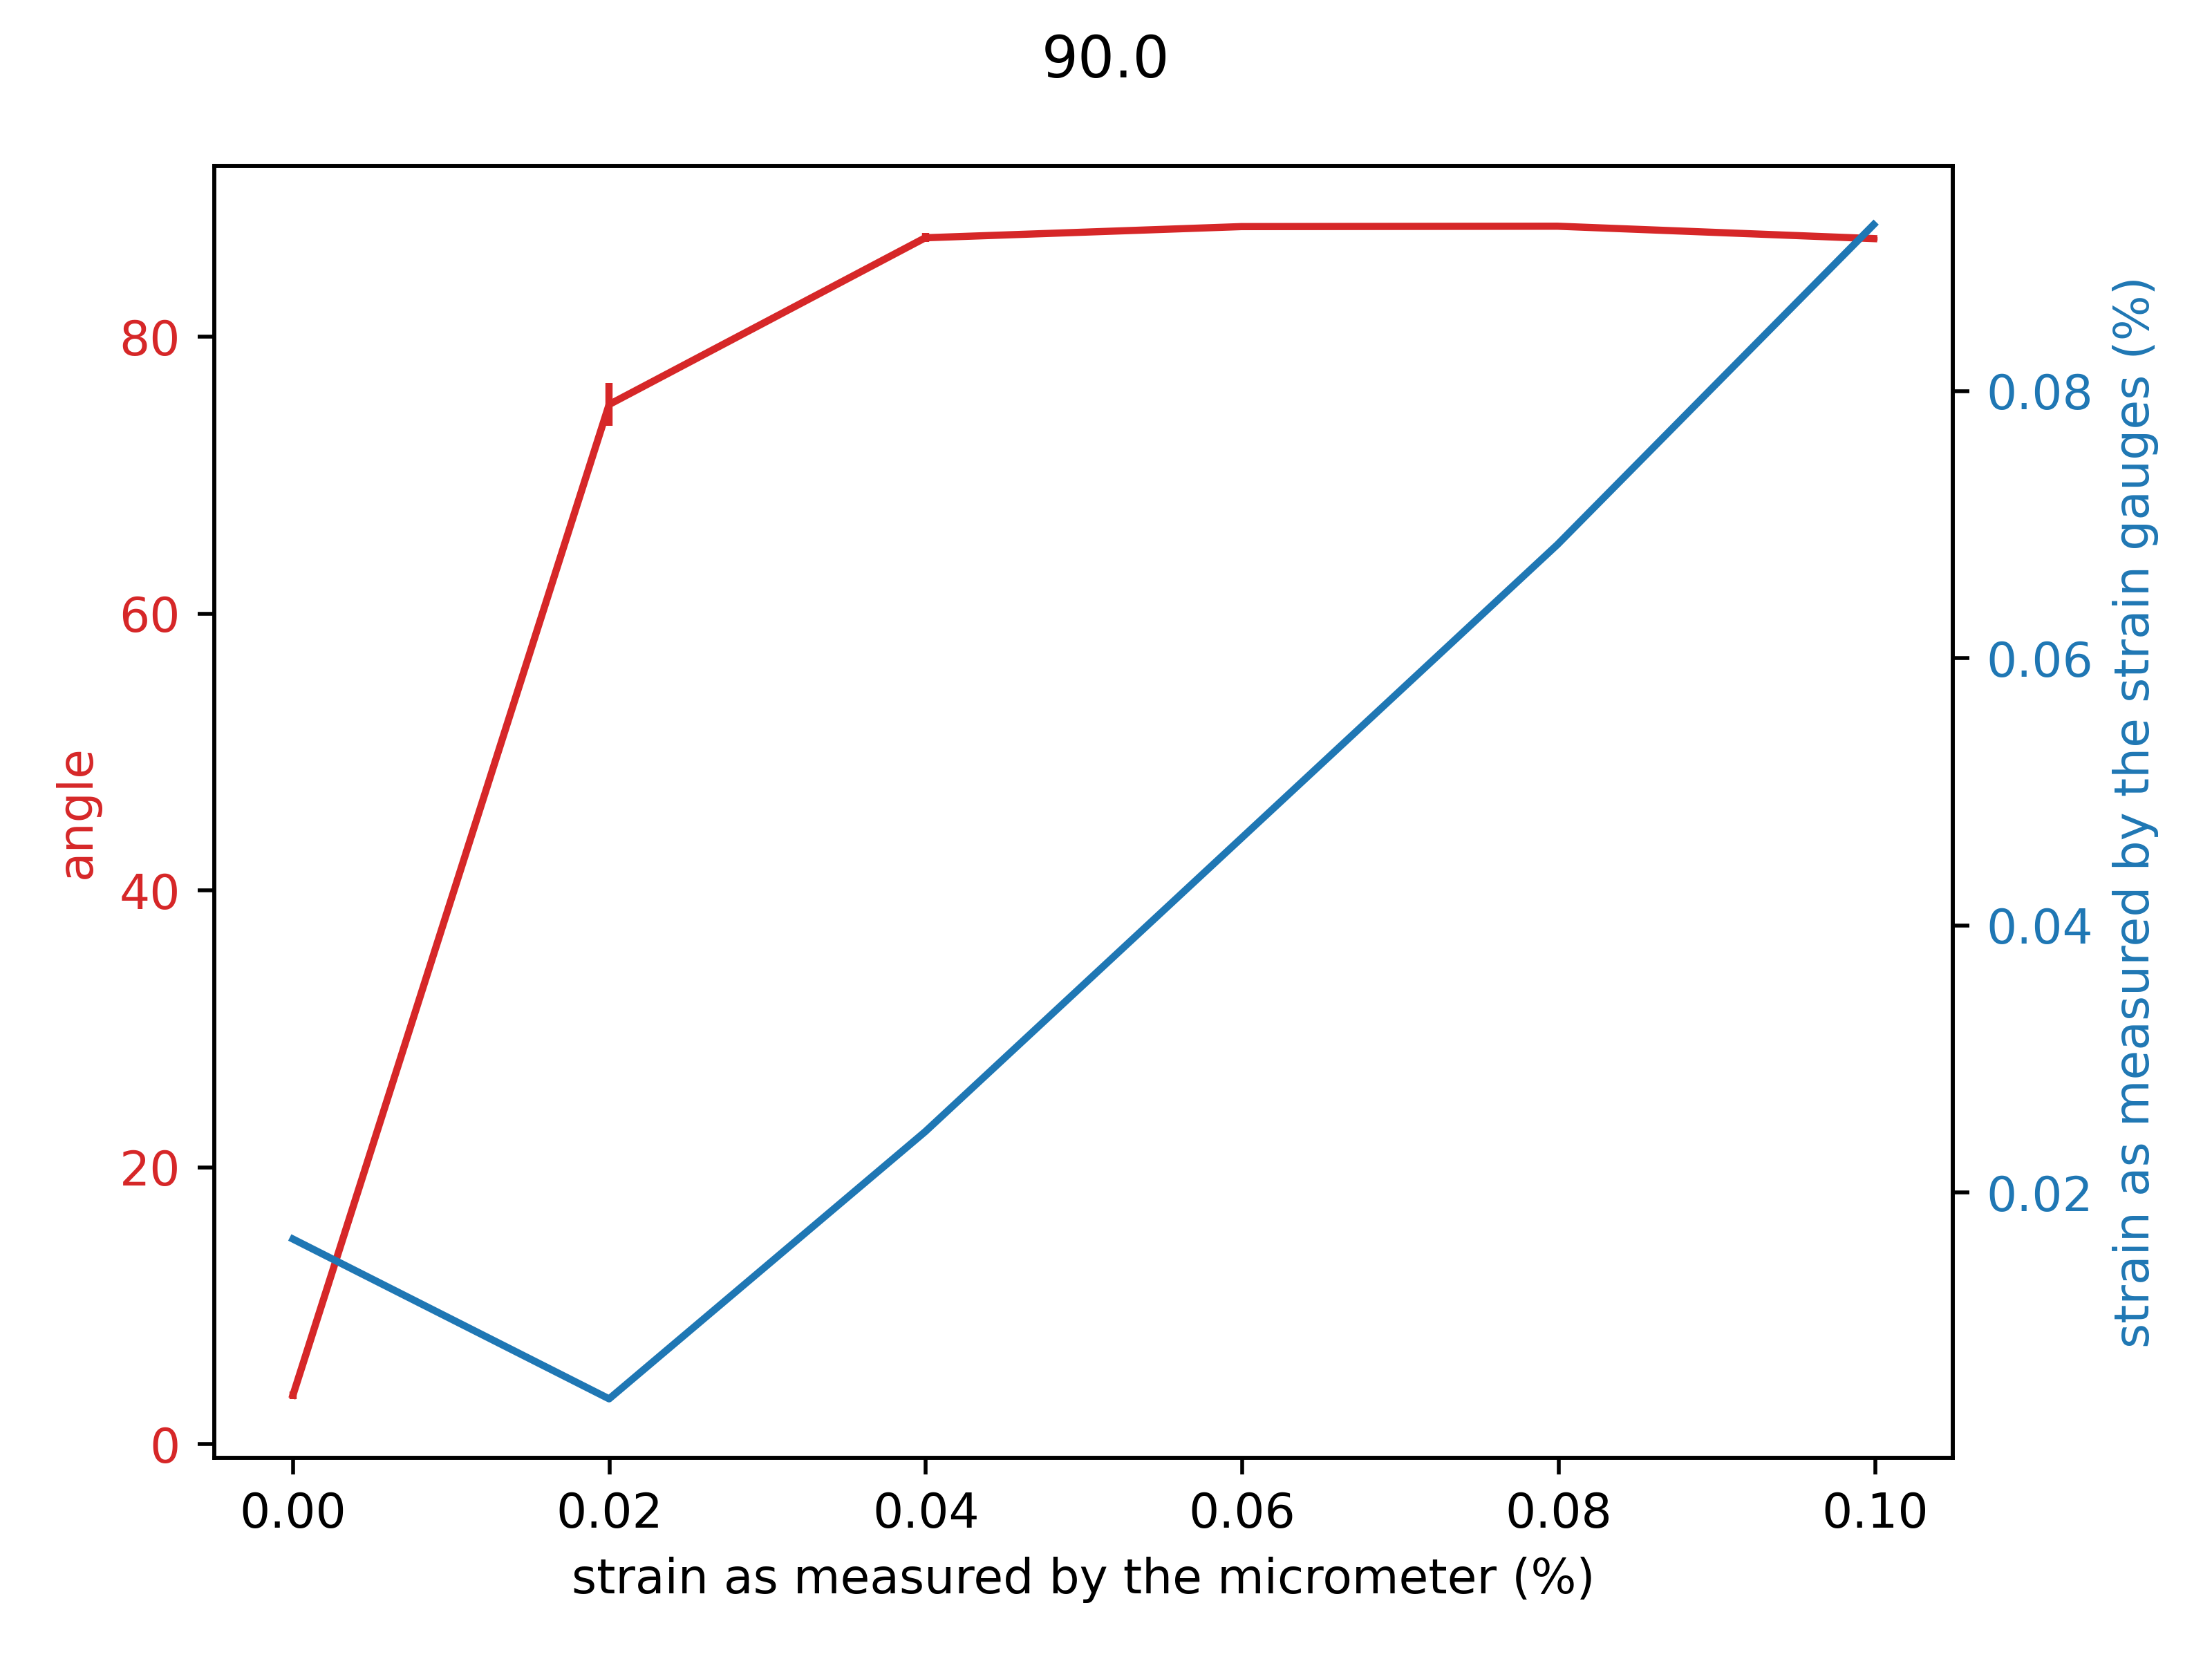 90.0
80
60
40
20
0
angle
0.08
0.06
0.04
0.02
strain as measured by the strain gauges (%)
0.00 0.02 0.04 0.06 0.08 0.10
strain as measured by the micrometer (%)